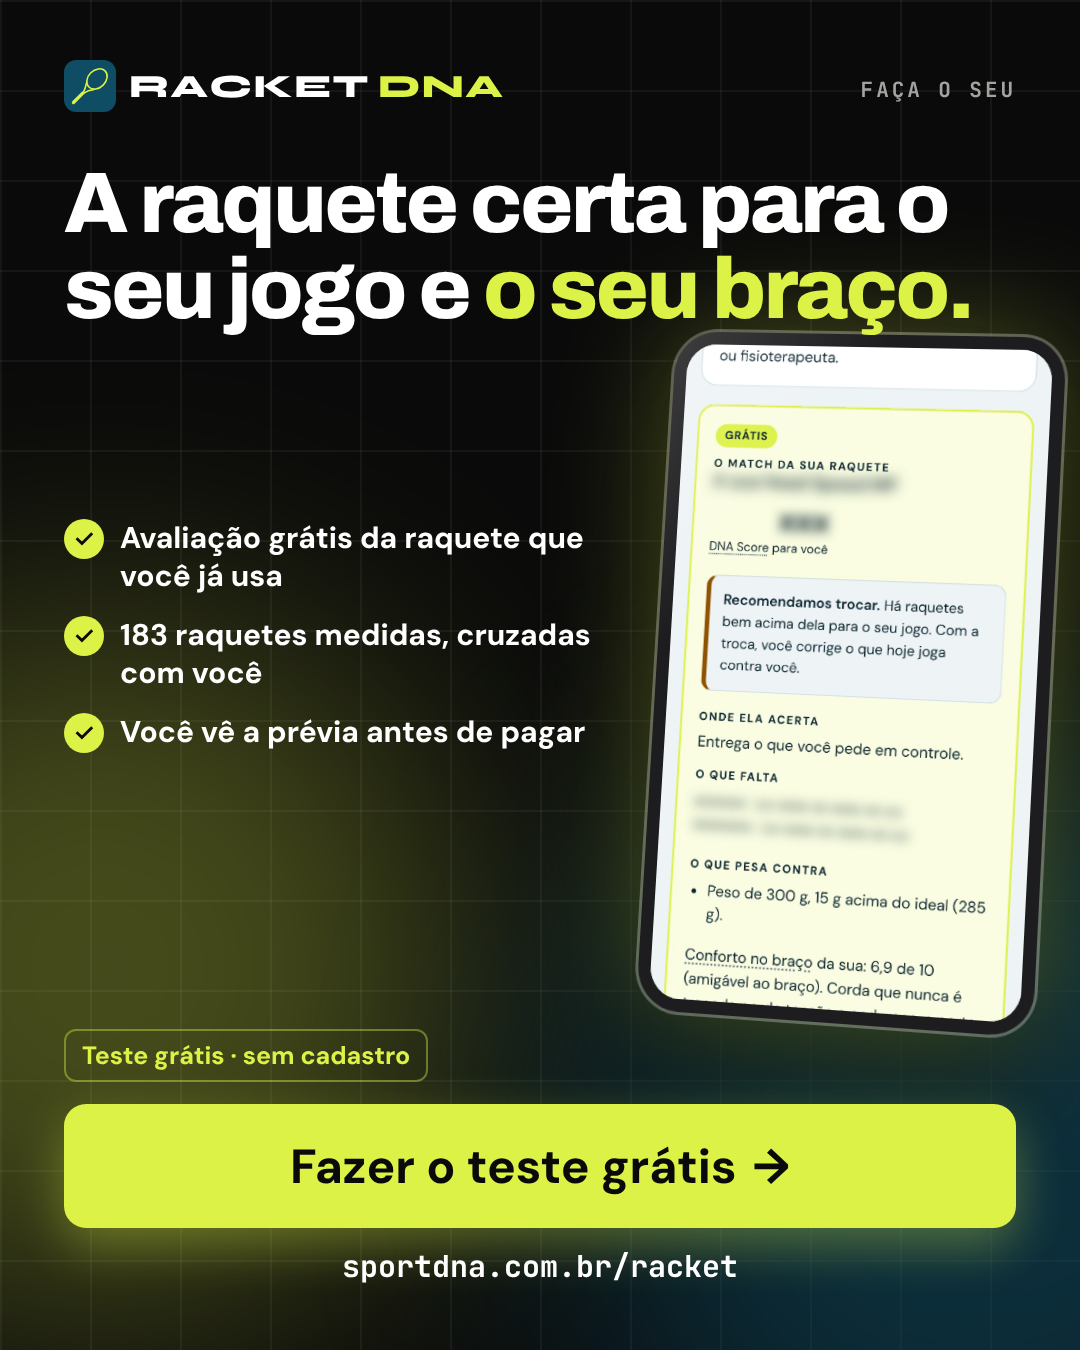 RACKET DNA
FAÇA O SEU
A raquete certa para o
seu jogo e o seu braço.
Avaliação grátis da raquete que
você já usa
183 raquetes medidas, cruzadas
com você
Você vê a prévia antes de pagar
ou fisioterapeuta.
GRÁTIS
O MATCH DA SUA RAQUETE
DNA Score para você
Recomendamos trocar. Há raquetes
bem acima dela para o seu jogo. Com a
troca, você corrige o que hoje joga
contra você.
ONDE ELA ACERTA
Entrega o que você pede em controle.
O QUE FALTA
O QUE PESA CONTRA
• Peso de 300 g, 15 g acima do ideal (285
g).
Conforto no braço da sua: 6,9 de 10
(amigável ao braço). Corda que nunca é
Teste grátis · sem cadastro
Fazer o teste grátis →
sportdna.com.br/racket